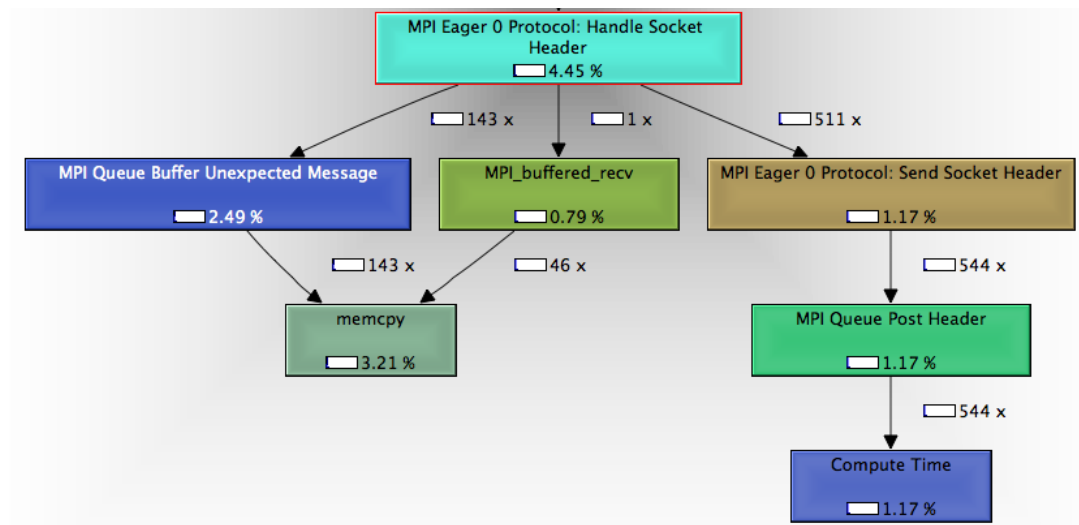 MPI Eager 0 Protocol: Handle Socket
Header
4.45 %
143 x
1 x
511 x
MPI Queue Buffer Unexpected Message
2.49 %
MPI_buffered_recv
0.79 %
MPI Eager 0 Protocol: Send Socket Header
1.17 %
143 x
46 x
544 x
memcpy
3.21 %
MPI Queue Post Header
1.17 %
544 x
Compute Time
1.17 %